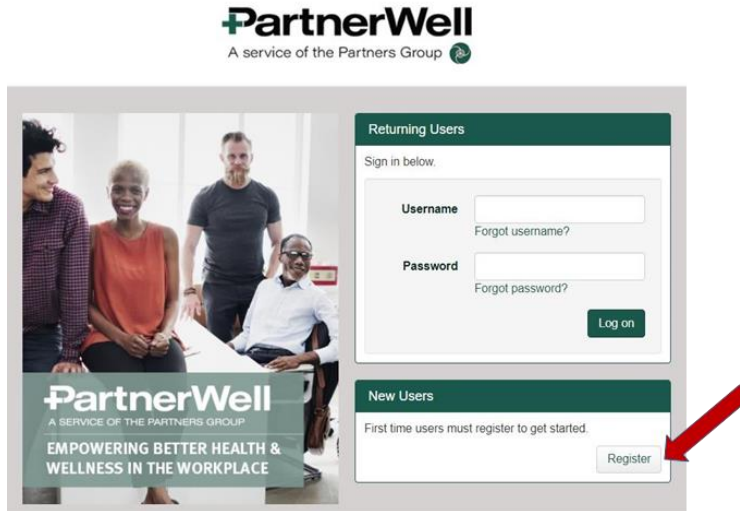 PartnerWell
A service of the Partners Group
Returning Users
Sign in below.
Username
Forgot username?
Password
Forgot password?
Log on
PartnerWell
A SERVICE OF THE PARTNERS GROUP
EMPOWERING BETTER HEALTH &
WELLNESS IN THE WORKPLACE
New Users
First time users must register to get started.
Register